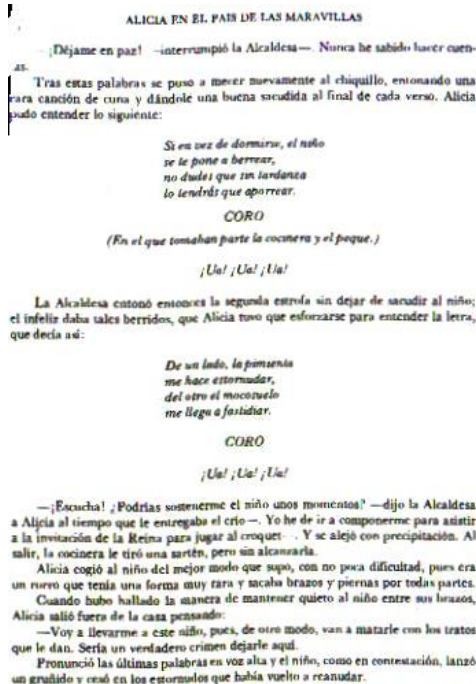 ALICIA EN EL PAIS DE LAS MARAVILLAS
—¡Déjame en paz! —interrumpió la Alcaldesa—. Nunca he sabido hacer cuen-
as.
Tras estas palabras se puso a mecer nuevamente al chiquillo, entonando una
rara canción de cuna y dándole una buena sacudida al final de cada verso. Alicia
pudo entender lo siguiente:
Si en vez de dormirse, el niño
se te pone a berrear,
no dudes que sin tardanza
lo tendrás que aporrear.
CORO
(En el que tomaban parte la cocinera y el peque.)
¡Ua! ¡Ua! ¡Ua!
La Alcaldesa entonó entonces la segunda estrofa sin dejar de sacudir al niño;
el infeliz daba tales berridos, que Alicia tuvo que esforzarse para entender la letra,
que decía así:
De un lado, la pimienta
me hace estornudar,
del otro el mocosuelo
me llega a fastidiar.
CORO
¡Ua! ¡Ua! ¡Ua!
—¡Escucha! ¿Podrías sostenerme el niño unos momentos? —dijo la Alcaldesa
a Alicia al tiempo que le entregaba el crío—. Yo he de ir a componerme para asistir
a la invitación de la Reina para jugar al croquet—. Y se alejó con precipitación. Al
salir, la cocinera le tiró una sartén, pero sin alcanzarla.
Alicia cogió al niño del mejor modo que supo, con no poca dificultad, pues era
un rorro que tenía una forma muy rara y sacaba brazos y piernas por todas partes.
Cuando hubo hallado la manera de mantener quieto al niño entre sus brazos,
Alicia salió fuera de la casa pensando:
—Voy a llevarme a este niño, pues, de otro modo, van a matarle con los tratos
que le dan. Sería un verdadero crimen dejarle aquí.
Pronunció las últimas palabras en voz alta y el niño, como en contestación, lanzó
un gruñido y cesó en los estornudos que había vuelto a reanudar.